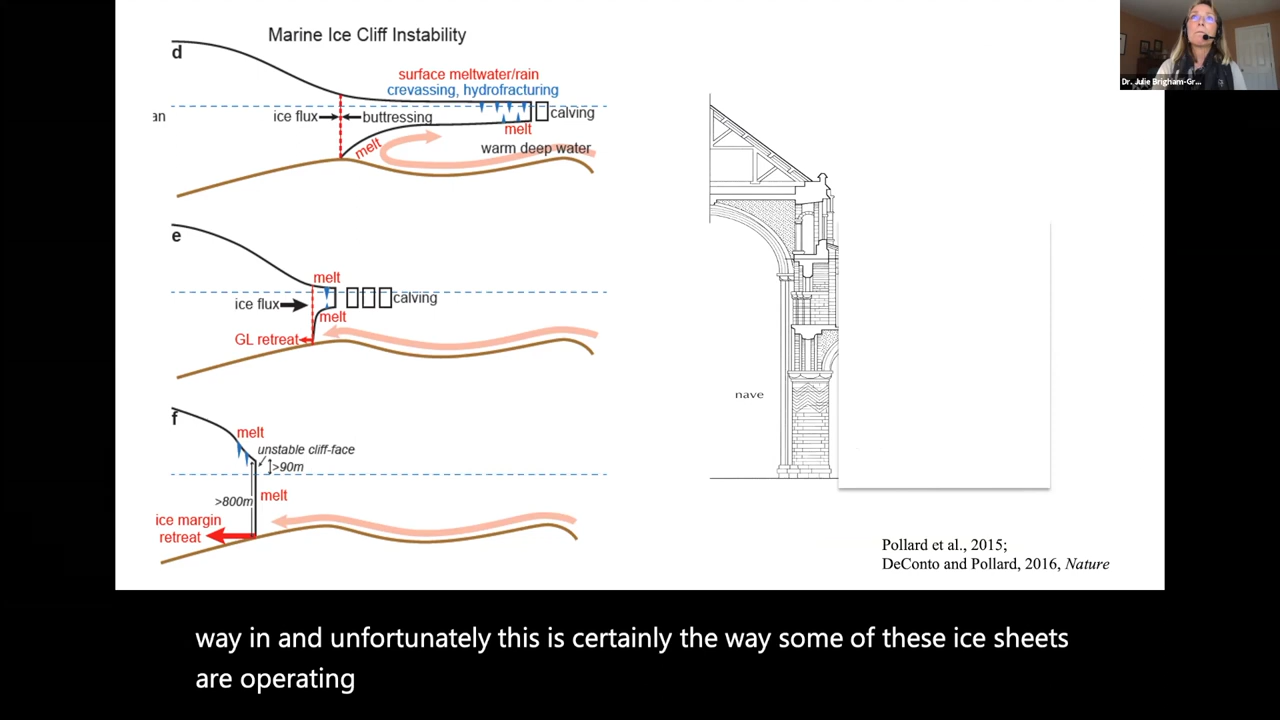 Marine Ice Cliff Instability
d
surface meltwater/rain
crevassing, hydrofracturing
an
ice flux
buttressing
calving
melt
melt
warm deep water
e
melt
ice flux
calving
melt
GL retreat
f
melt
unstable cliff-face
>90m
>800m
melt
ice margin
retreat
nave
Pollard et al., 2015;
DeConto and Pollard, 2016, Nature
Dr. Julie Brigham-Gr...
way in and unfortunately this is certainly the way some of these ice sheets
are operating